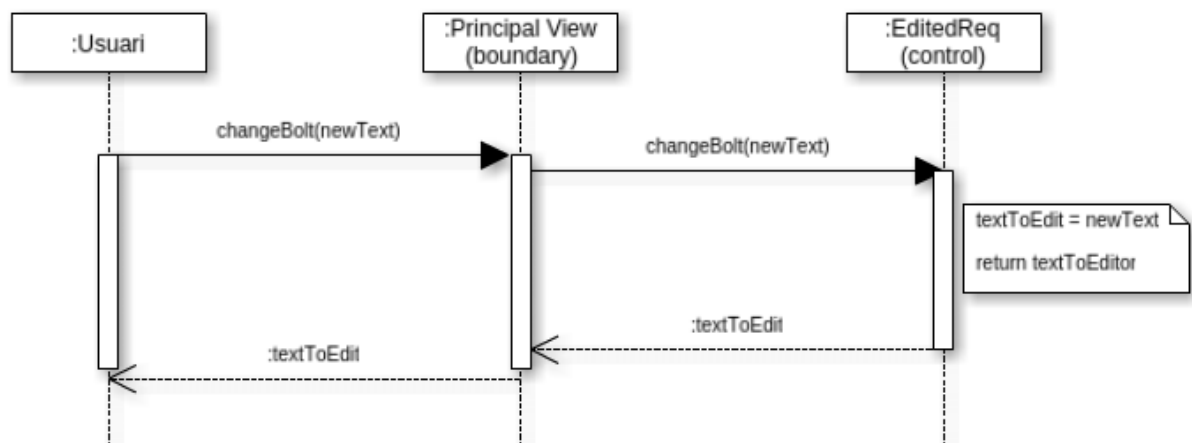 :Usuari
:Principal View
(boundary)
:EditedReq
(control)
changeBolt(newText)
changeBolt(newText)
textToEdit = newText
return textToEditor
:textToEdit
:textToEdit